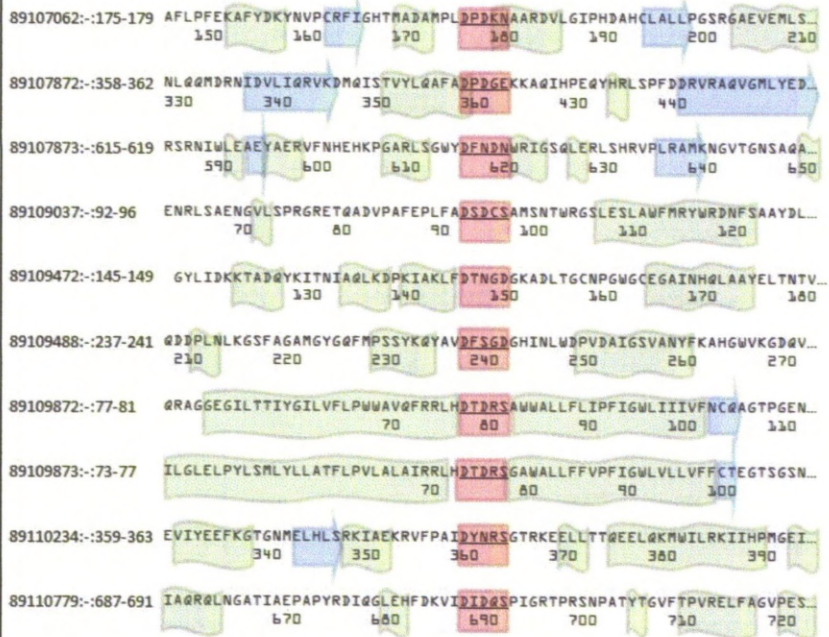 89107062:-:175-179 AFLPFEKAFYDKYNVPCRFIGHTMADAMPLDPDKNAARDVLGIPHDAHCLALLPGSRGAEVEMLS...
150 160 170 180 190 200 210
89107872:-:358-362 NLQQMDRNIDVLIQRVKDMQISTVYLQAFADPDGEKKAQIHPEQYHRLSPFDDRVRAQVGMLYED...
330 340 350 360 430 440
89107873:-:615-619 RSRNIWLEAEYAERVFNHEHKPGARLSGWYDFNDNWRIGSQLERLSHRVPLRAMKNGVTGNSAQA...
590 600 610 620 630 640 650
89109037:-:92-96 ENRLSAENGVLSPRGRETQADVPAFEPLFADSDCSAMSNTWRGSLESLAWFMRYWRDNFSAAYDL...
70 80 90 100 110 120
89109472:-:145-149 GYLIDKKTADQYKITNIAQLKDPKIAKLFDTNGDGKADLTGCNPGWGCEGAINHQLAAYELTNTV...
130 140 150 160 170 180
89109488:-:237-241 QDDPLNLKGSFAGAMGYGQFMPSSYKQYAVDFSGDGHINLWDPVDAIGSVANYFKAHGWVKGDQV...
210 220 230 240 250 260 270
89109872:-:77-81 QRAGGEGILTTIYGILVFLPWWAVQFRRLHDTDRSAWWALLFLIPFIGWLIIIVFNCQAGTPGEN...
70 80 90 100 110
89109873:-:73-77 ILGLELPYLSMLYLLATFLPVLALAIRRLHDTDRSGAWALLFFVPFIGWLVLLVFFCTEGTSGSN...
70 80 90 100
89110234:-:359-363 EVIYEEFKGTGNMELHLSRKIAEKRVFPAIDYNRSGTRKEELLTTQEELQKMWILRKIIHPMGEI...
340 350 360 370 380 390
89110779:-:687-691 IAQRQLNGATIAEPAPYRDIQGLEHFDKVIDIDQSPIGRTPRSNPATYTGVFTPVRELFAGVPES...
670 680 690 700 710 720